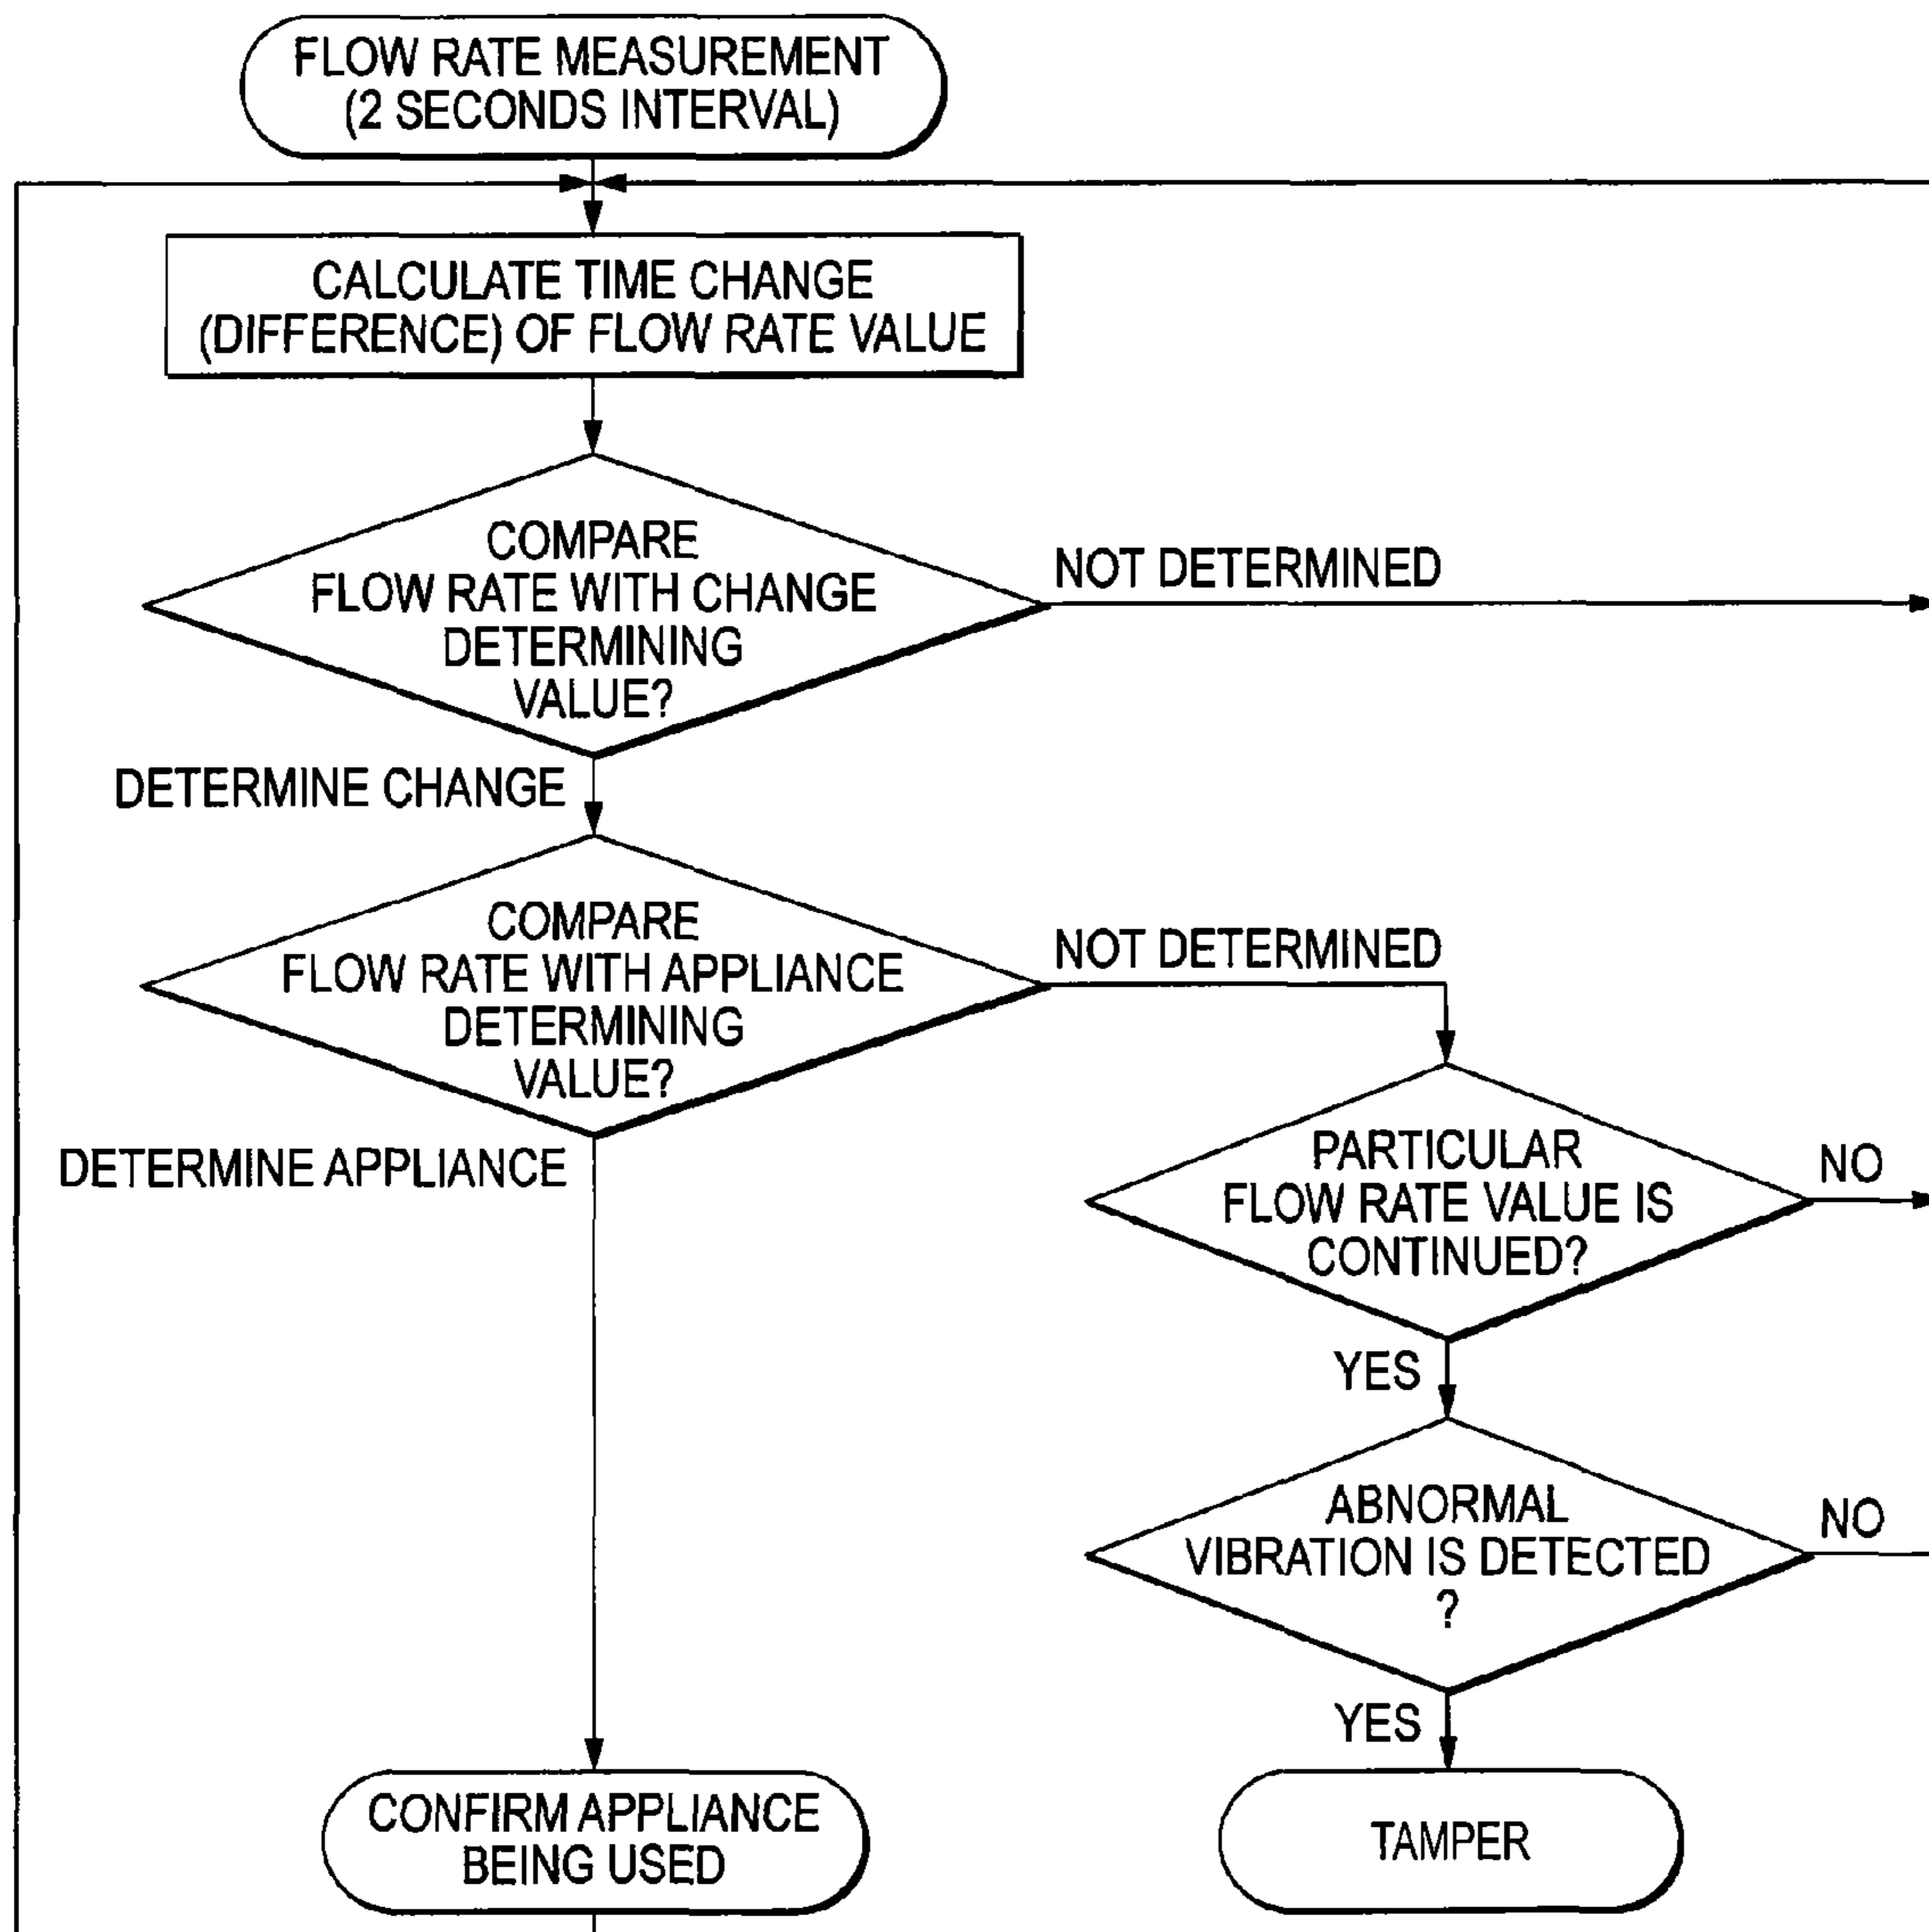 FLOW RATE MEASUREMENT
(2 SECONDS INTERVAL)
CALCULATE TIME CHANGE
(DIFFERENCE) OF FLOW RATE VALUE
COMPARE
FLOW RATE WITH CHANGE
DETERMINING
VALUE?
NOT DETERMINED
DETERMINE CHANGE
COMPARE
FLOW RATE WITH APPLIANCE
DETERMINING
VALUE?
NOT DETERMINED
DETERMINE APPLIANCE
PARTICULAR
FLOW RATE VALUE IS
CONTINUED?
NO
YES
ABNORMAL
VIBRATION IS DETECTED
?
NO
YES
CONFIRM APPLIANCE
BEING USED
TAMPER